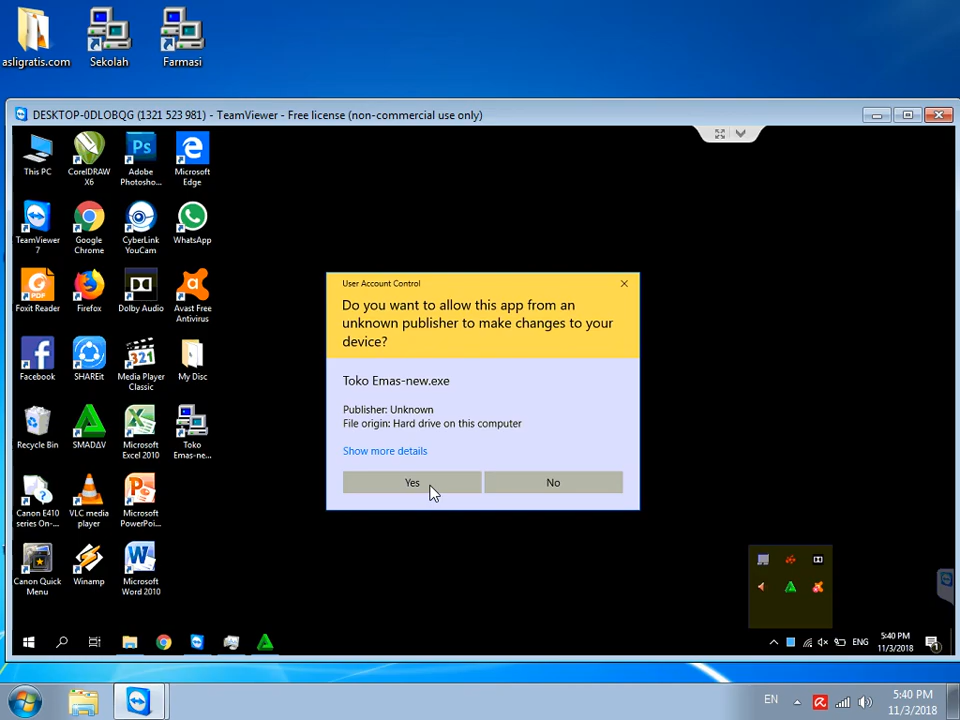 asligratis.com
Sekolah
Farmasi
DESKTOP-0DLOBQG (1321 523 981) - TeamViewer - Free license (non-commercial use only)
This PC
CorelDRAW X6
Adobe Photosho...
Microsoft Edge
TeamViewer 7
Google Chrome
CyberLink YouCam
WhatsApp
Foxit Reader
Firefox
Dolby Audio
Avast Free Antivirus
Facebook
SHAREit
Media Player Classic
My Disc
Recycle Bin
SMADΔV
Microsoft Excel 2010
Toko Emas-ne...
Canon E410 series On-...
VLC media player
Microsoft PowerPoi...
Canon Quick Menu
Winamp
Microsoft Word 2010
User Account Control
Do you want to allow this app from an
unknown publisher to make changes to your
device?
Toko Emas-new.exe
Publisher: Unknown
File origin: Hard drive on this computer
Show more details
Yes
No
ENG
5:40 PM
11/3/2018
1
EN
5:40 PM
11/3/2018